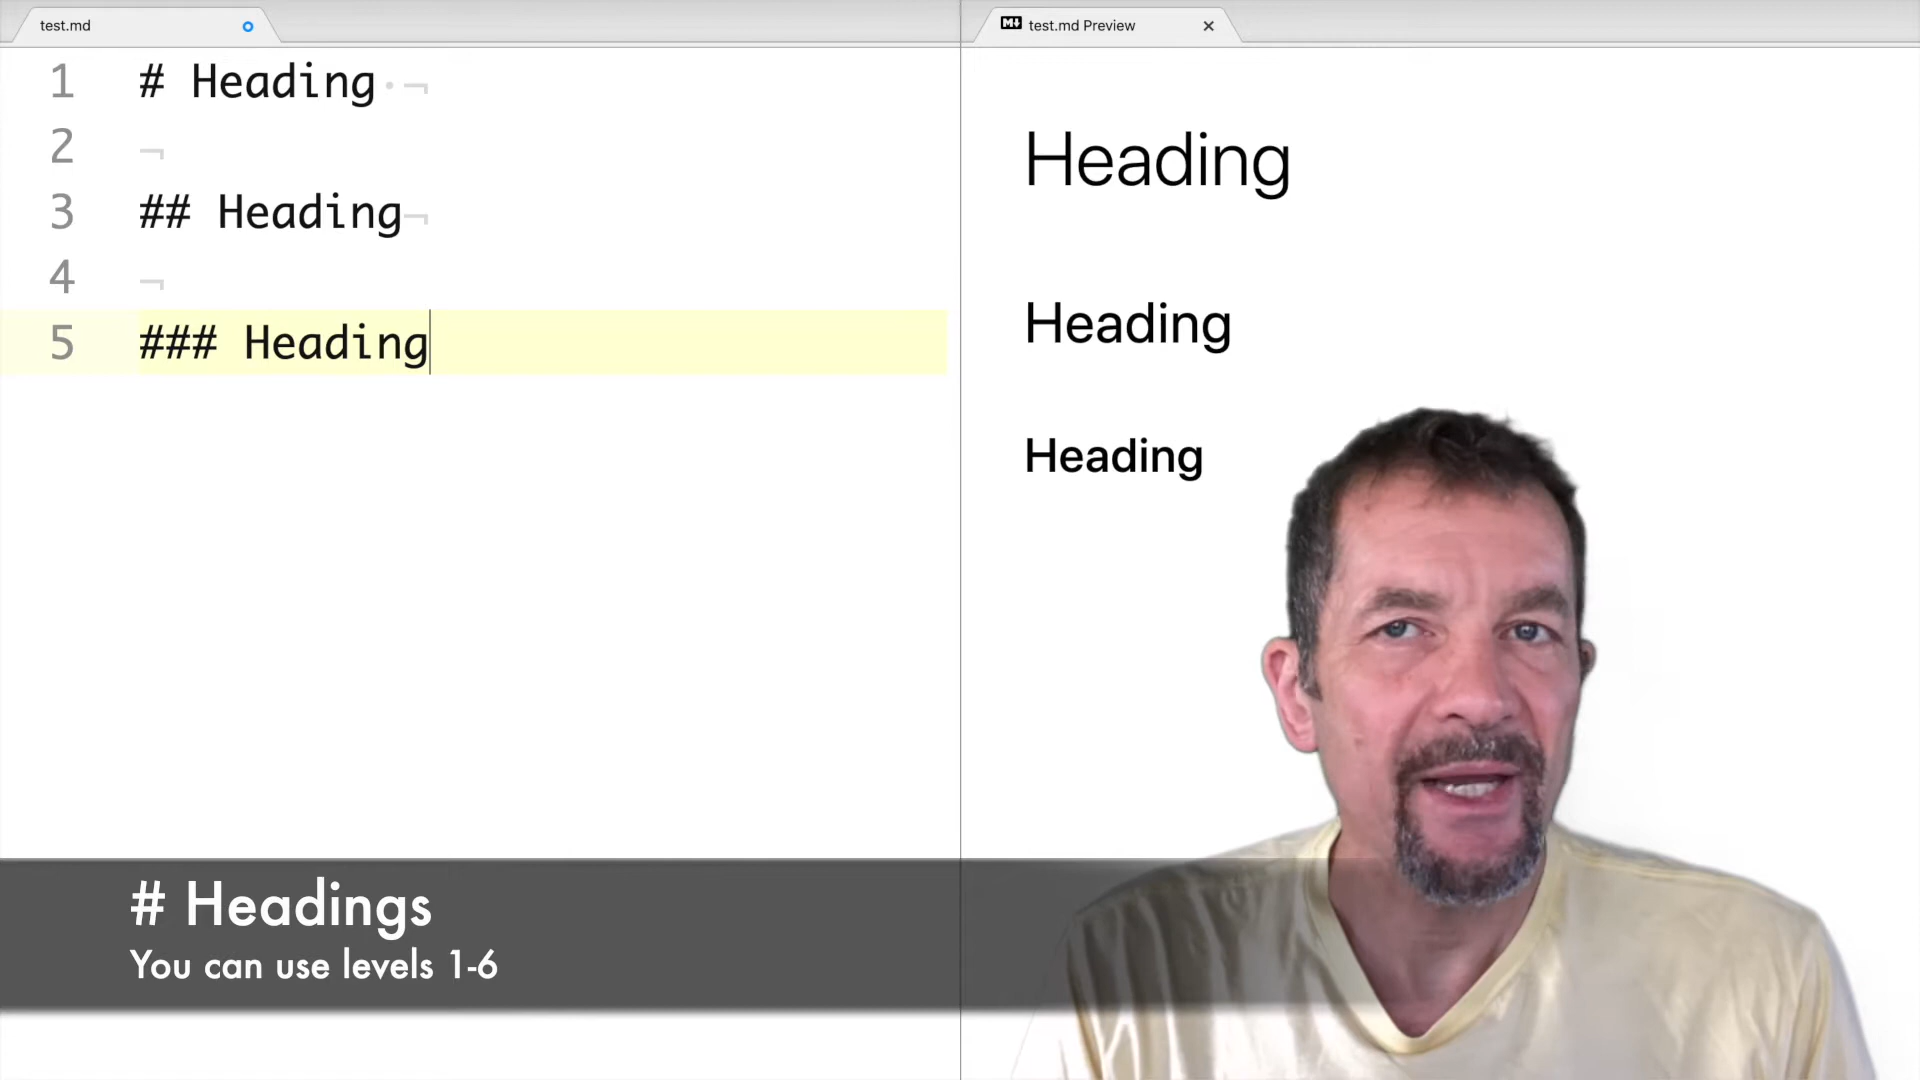 test.md
1 # Heading
2
3 ## Heading
4
5 ### Heading
test.md Preview
Heading
Heading
Heading
# Headings
You can use levels 1-6